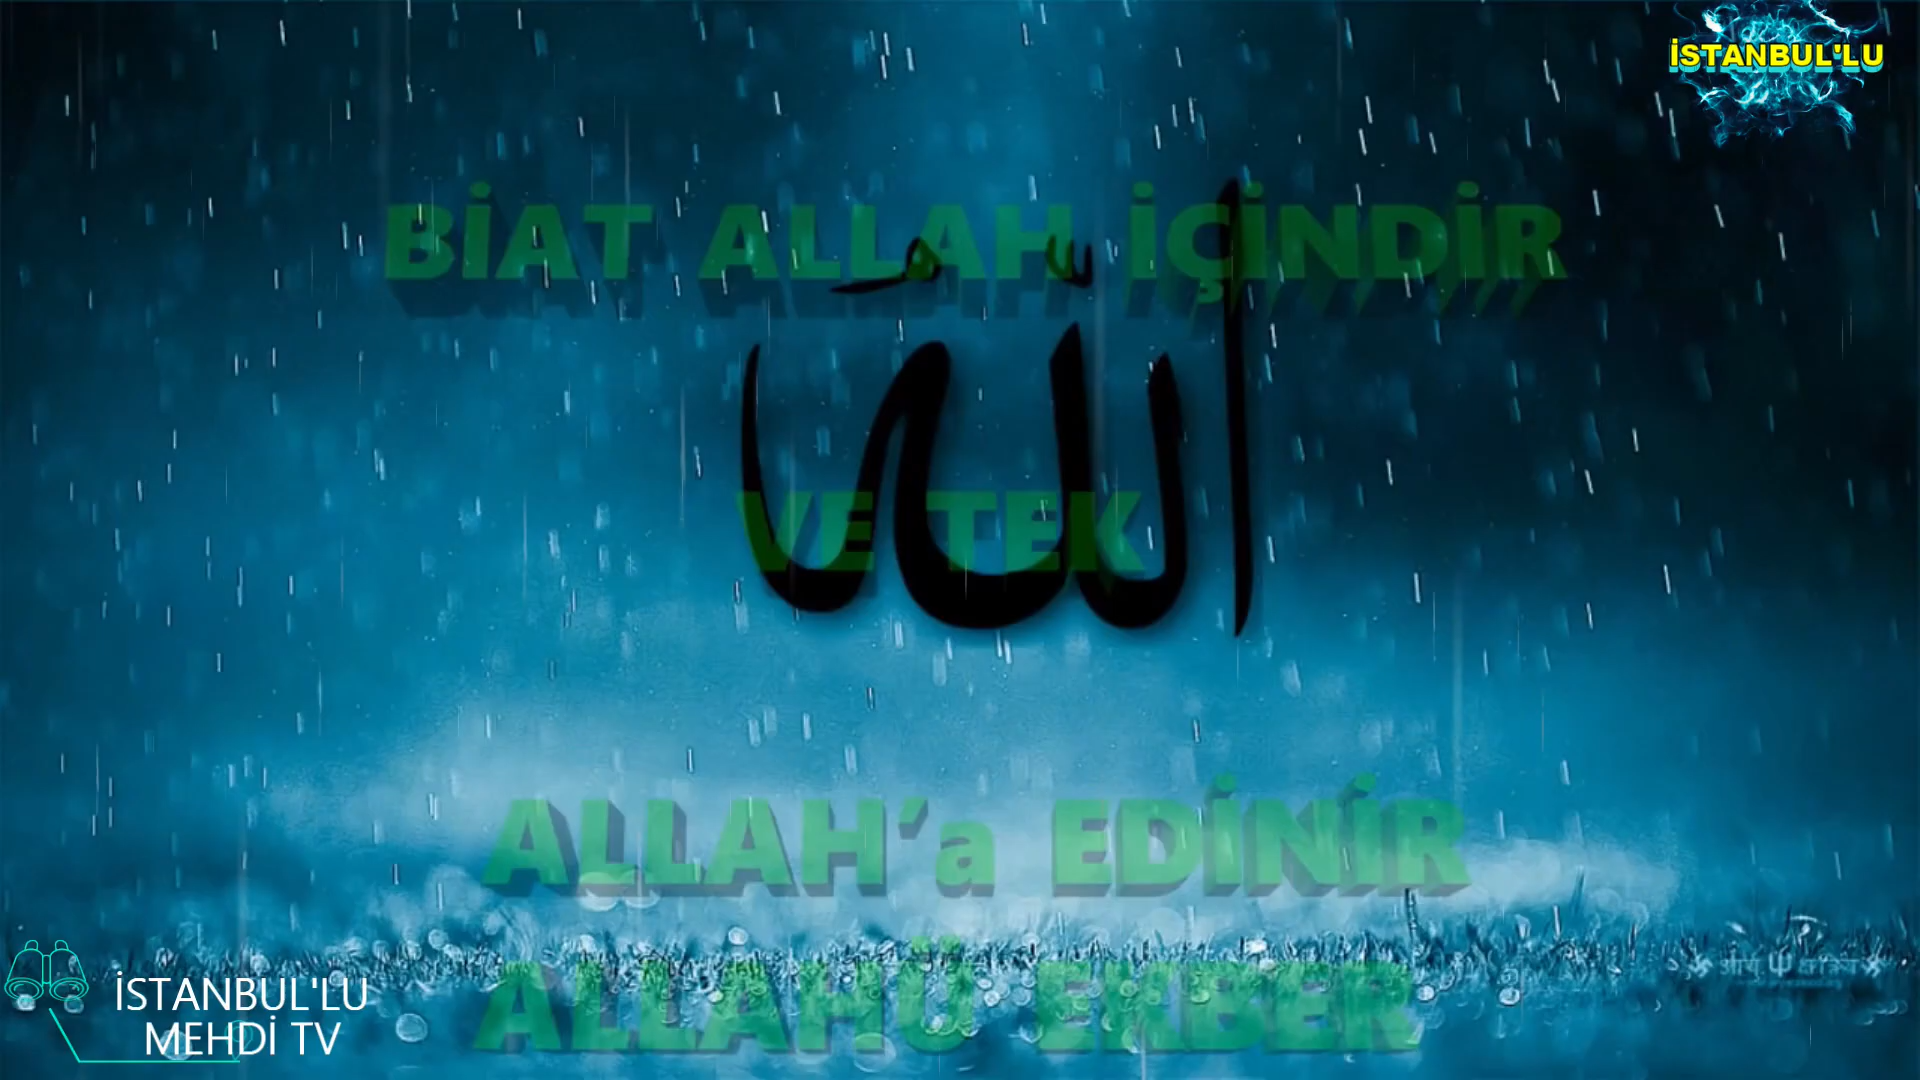 İSTANBUL'LU
BİAT ALLAH İÇİNDİR
الله
VE TEK
ALLAH'a EDİNİR
ALLAHÜ EKBER
İSTANBUL'LU
MEHDİ TV